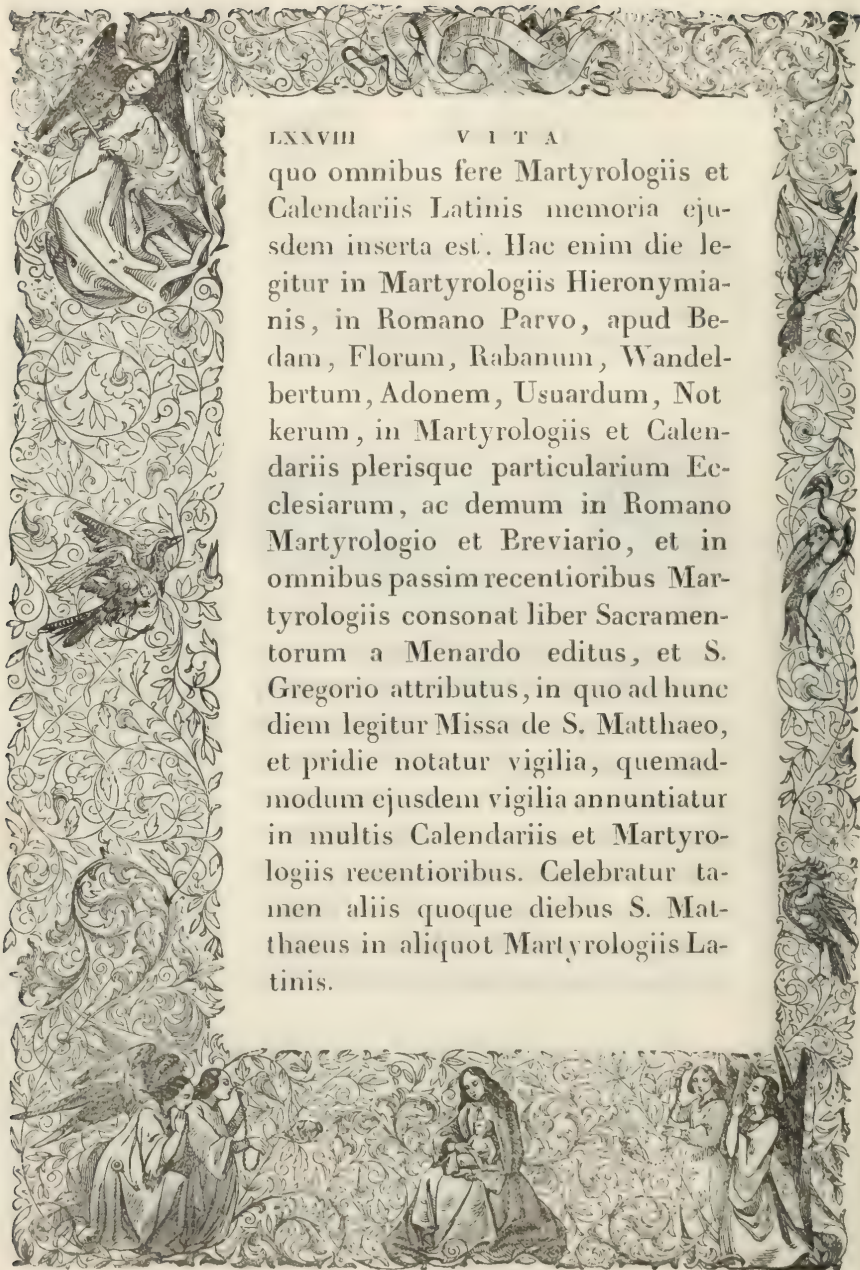 LXXVIII VITA
quo omnibus fere Martyrologiis et
Calendariis Latinis memoria eju-
sdem inserta est. Hac enim die le-
gitur in Martyrologiis Hieronymia-
nis, in Romano Parvo, apud Be-
dam, Florum, Rabanum, Wandel-
bertum, Adonem, Usuardum, Not
kerum, in Martyrologiis et Calen-
dariis plerisque particularium Ec-
clesiarum, ac demum in Romano
Martyrologio et Breviario, et in
omnibus passim recentioribus Mar-
tyrologiis consonat liber Sacramen-
torum a Menardo editus, et S.
Gregorio attributus, in quo ad hunc
diem legitur Missa de S. Matthaeo,
et pridie notatur vigilia, quemad-
modum ejusdem vigilia annuntiatur
in multis Calendariis et Martyro-
logiis recentioribus. Celebratur ta-
men aliis quoque diebus S. Mat-
thaeus in aliquot Martyrologiis La-
tinis.